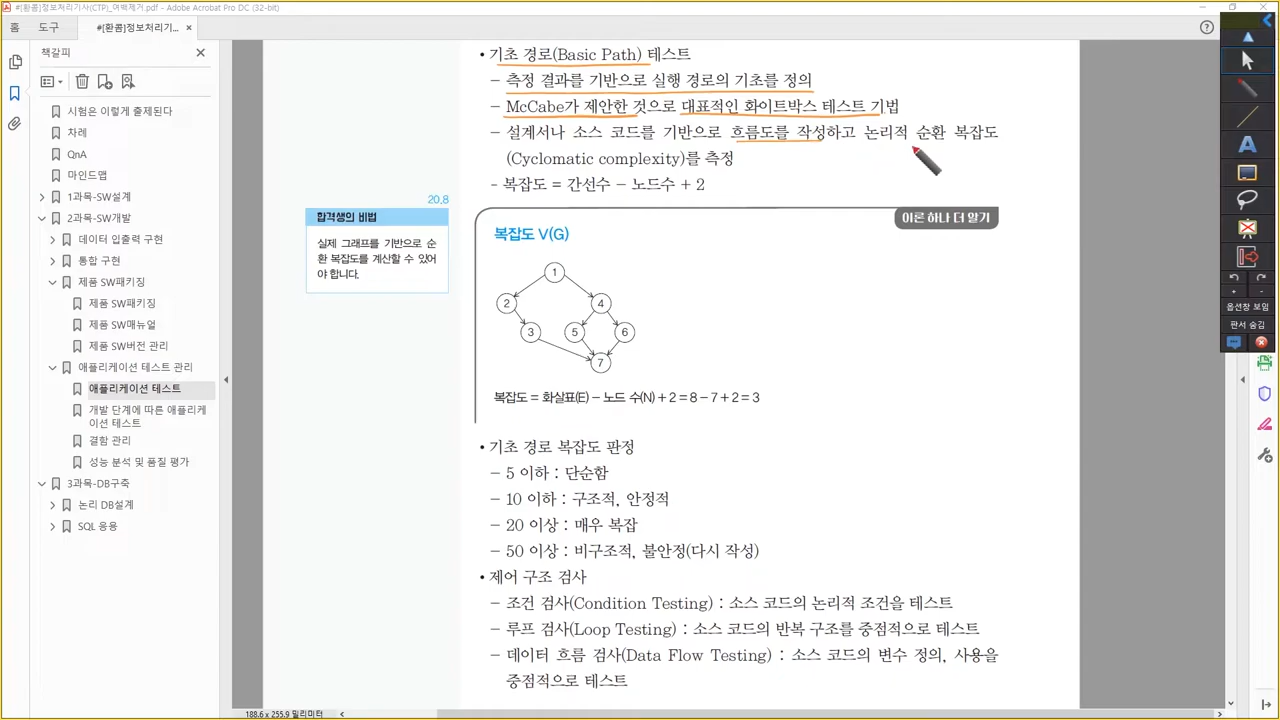 #[환콤]정보처리기사(CTP)_여백제거.pdf - Adobe Acrobat Pro DC (32-bit)
홈 도구 #[환콤]정보처리기... ×
책갈피
시험은 이렇게 출제된다
차례
QnA
마인드맵
1과목-SW설계
2과목-SW개발
데이터 입출력 구현
통합 구현
제품 SW패키징
제품 SW패키징
제품 SW매뉴얼
제품 SW버전 관리
애플리케이션 테스트 관리
애플리케이션 테스트
개발 단계에 따른 애플리케
이션 테스트
결함 관리
성능 분석 및 품질 평가
3과목-DB구축
논리 DB설계
SQL 응용
• 기초 경로(Basic Path) 테스트
- 측정 결과를 기반으로 실행 경로의 기초를 정의
- McCabe가 제안한 것으로 대표적인 화이트박스 테스트 기법
- 설계서나 소스 코드를 기반으로 흐름도를 작성하고 논리적 순환 복잡도
(Cyclomatic complexity)를 측정
- 복잡도 = 간선수 - 노드수 + 2
20.8
합격생의 비법
실제 그래프를 기반으로 순
환 복잡도를 계산할 수 있어
야 합니다.
이론 하나 더 알기
복잡도 V(G)
1
2
4
3
5
6
7
복잡도 = 화살표(E) - 노드 수(N) + 2 = 8 - 7 + 2 = 3
• 기초 경로 복잡도 판정
- 5 이하 : 단순함
- 10 이하 : 구조적, 안정적
- 20 이상 : 매우 복잡
- 50 이상 : 비구조적, 불안정(다시 작성)
• 제어 구조 검사
- 조건 검사(Condition Testing) : 소스 코드의 논리적 조건을 테스트
- 루프 검사(Loop Testing) : 소스 코드의 반복 구조를 중점적으로 테스트
- 데이터 흐름 검사(Data Flow Testing) : 소스 코드의 변수 정의, 사용을
중점적으로 테스트
188.6 x 255.9 밀리미터
옵션창 보임
판서 숨김